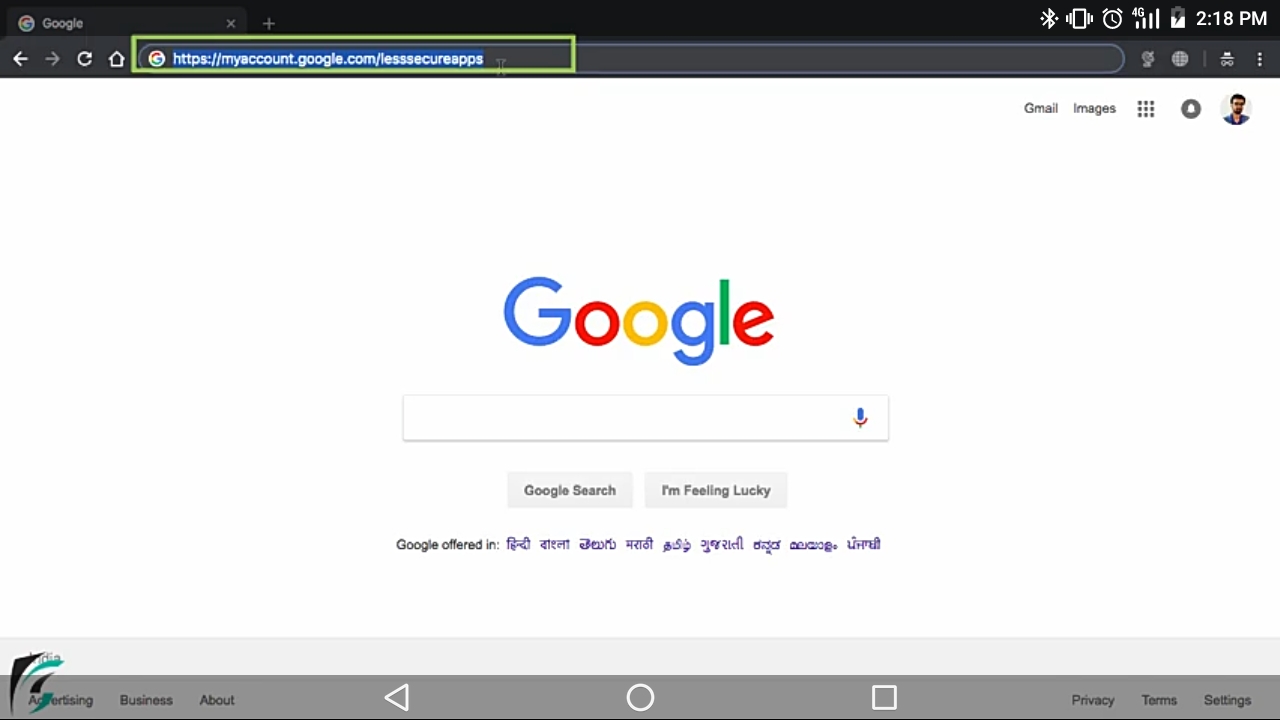 Google
4G
2:18 PM
https://myaccount.google.com/lesssecureapps
Gmail Images
Google
Google Search I'm Feeling Lucky
Google offered in: हिन्दी বাংলা తెలుగు मराठी தமிழ் ગુજરાતી ಕನ್ನಡ മലയാളം ਪੰਜਾਬੀ
India
Advertising Business About Privacy Terms Settings